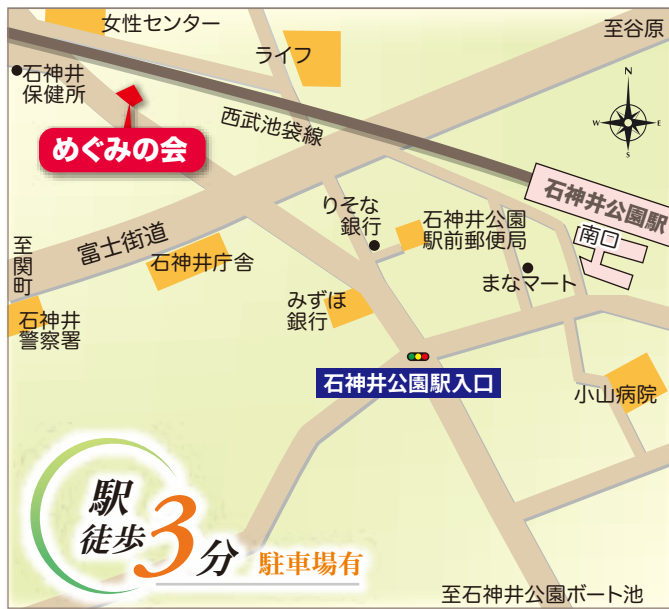 女性センター
至谷原
ライフ
石神井
保健所
西武池袋線
N
W
E
S
めぐみの会
石神井公園駅
りそな
銀行
石神井公園
駅前郵便局
南口
富士街道
至関町
石神井庁舎
まなマート
みずほ
銀行
石神井
警察署
石神井公園駅入口
小山病院
駅
徒歩3分
駐車場有
至石神井公園ボート池